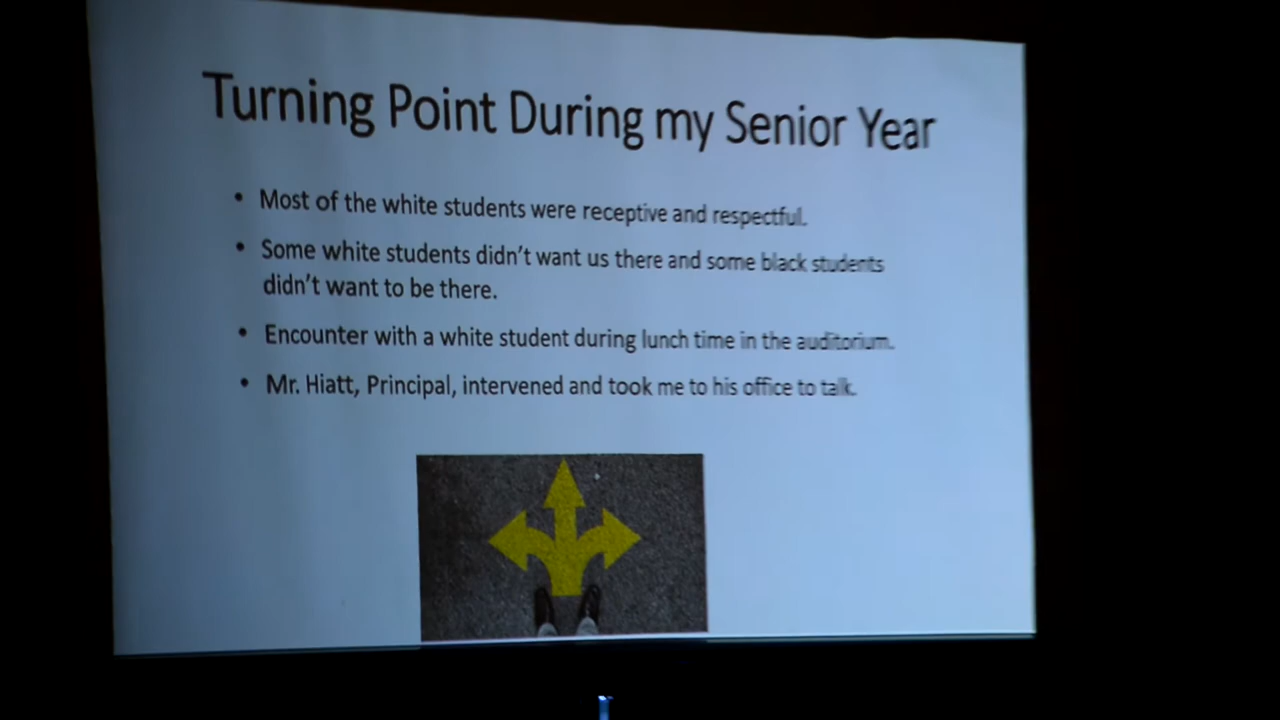 Turning Point During my Senior Year
• Most of the white students were receptive and respectful.
• Some white students didn't want us there and some black students
didn't want to be there.
• Encounter with a white student during lunch time in the auditorium.
• Mr. Hiatt, Principal, intervened and took me to his office to talk.